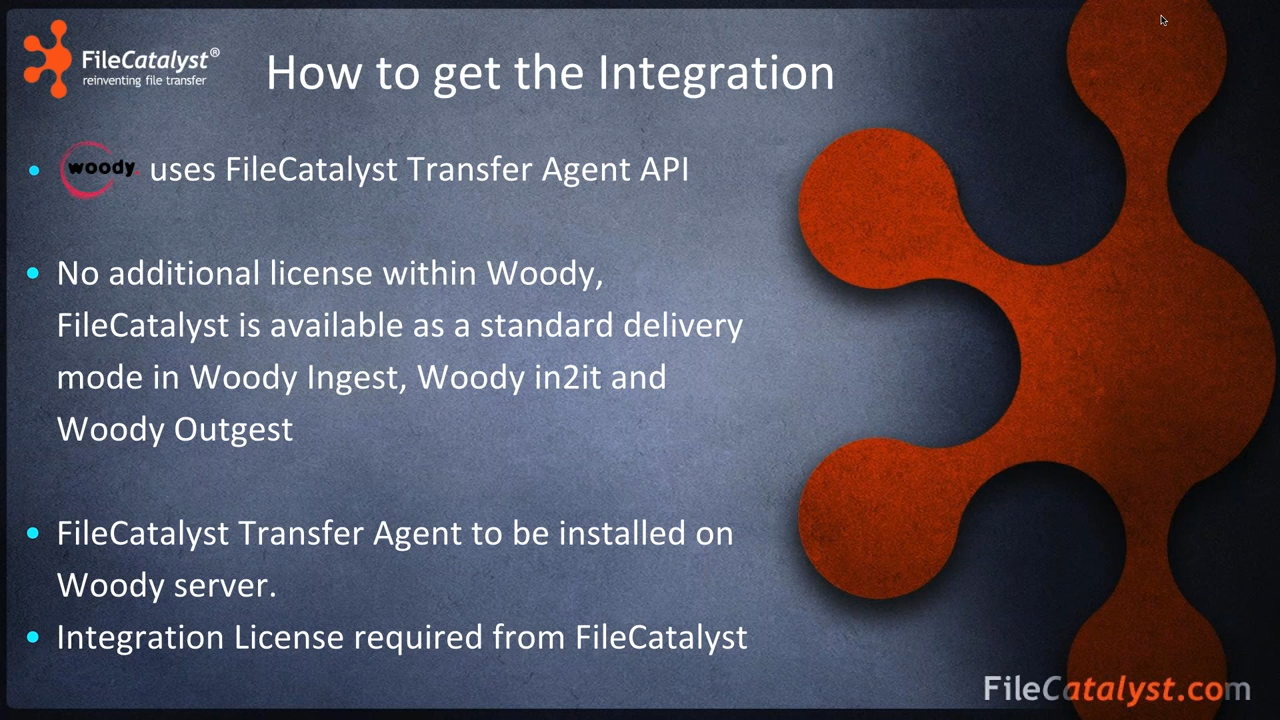 FileCatalyst®
reinventing file transfer
How to get the Integration
• woody uses FileCatalyst Transfer Agent API
• No additional license within Woody,
FileCatalyst is available as a standard delivery
mode in Woody Ingest, Woody in2it and
Woody Outgest
• FileCatalyst Transfer Agent to be installed on
Woody server.
• Integration License required from FileCatalyst
FileCatalyst.com